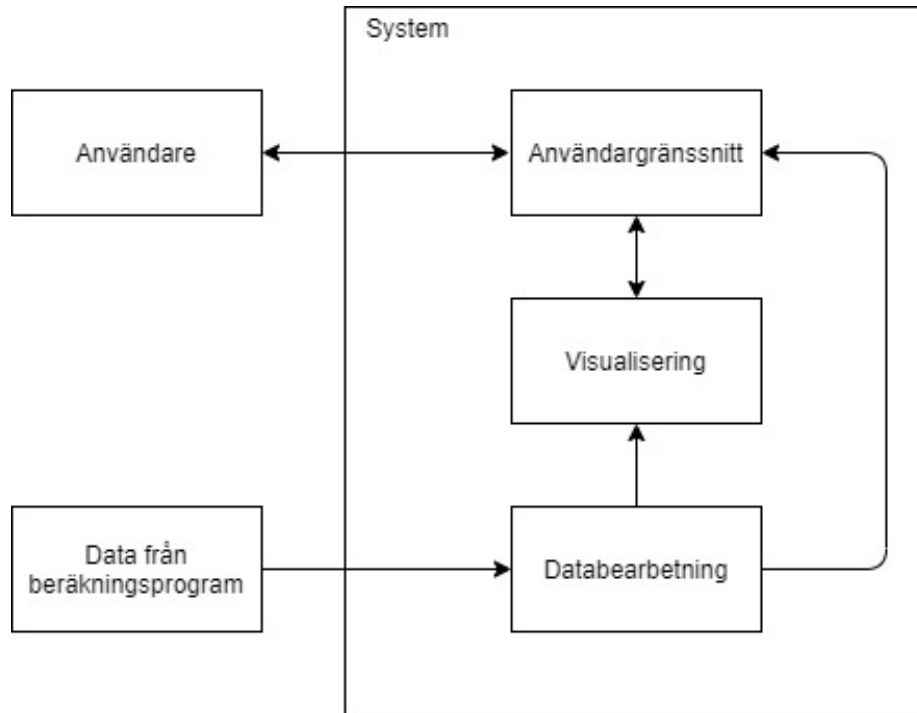 System
Användare
Användargränssnitt
Visualisering
Data från
beräkningsprogram
Databearbetning